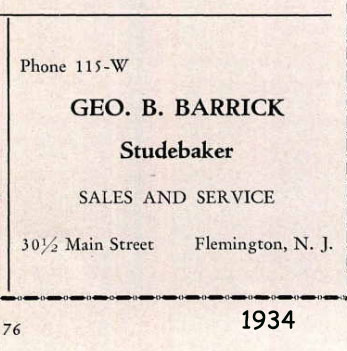 Phone 115-W
GEO. B. BARRICK
Studebaker
SALES AND SERVICE
30½ Main Street Flemington, N. J.
76 1934